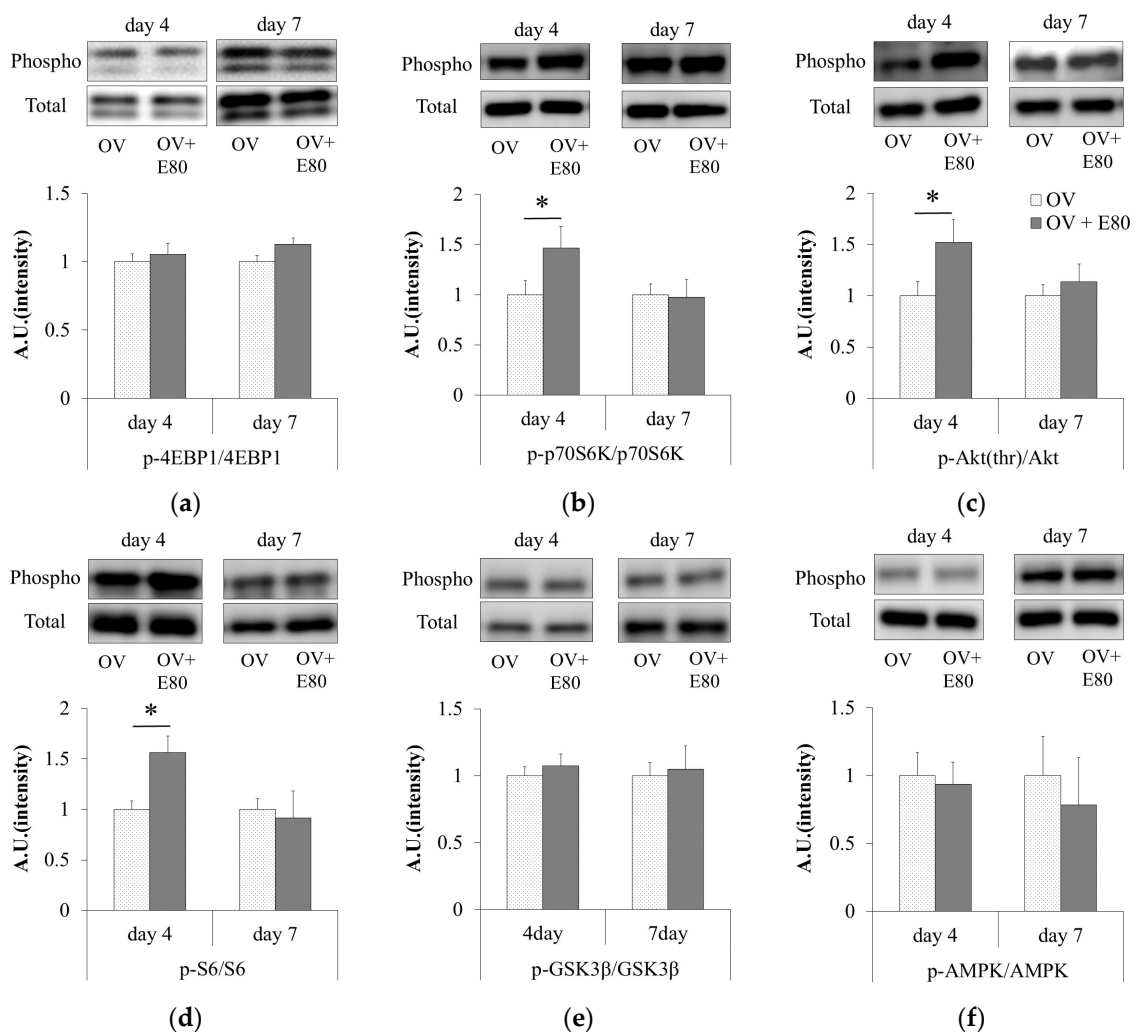 day 4 day 7
Phospho
Total
OV OV+ E80 OV OV+ E80
A.U.(intensity)
1.5
1
0.5
0
day 4 day 7
p-4EBP1/4EBP1
(a)
day 4 day 7
Phospho
Total
OV OV+ E80 OV OV+ E80
A.U.(intensity)
2
1.5
1
0.5
0
*
day 4 day 7
p-p70S6K/p70S6K
(b)
day 4 day 7
Phospho
Total
OV OV+ E80 OV OV+ E80
A.U.(intensity)
2
1.5
1
0.5
0
*
OV
OV + E80
day 4 day 7
p-Akt(thr)/Akt
(c)
day 4 day 7
Phospho
Total
OV OV+ E80 OV OV+ E80
A.U.(intensity)
2
1.5
1
0.5
0
*
day 4 day 7
p-S6/S6
(d)
day 4 day 7
Phospho
Total
OV OV+ E80 OV OV+ E80
A.U.(intensity)
1.5
1
0.5
0
4day 7day
p-GSK3β/GSK3β
(e)
day 4 day 7
Phospho
Total
OV OV+ E80 OV OV+ E80
A.U.(intensity)
1.5
1
0.5
0
day 4 day 7
p-AMPK/AMPK
(f)